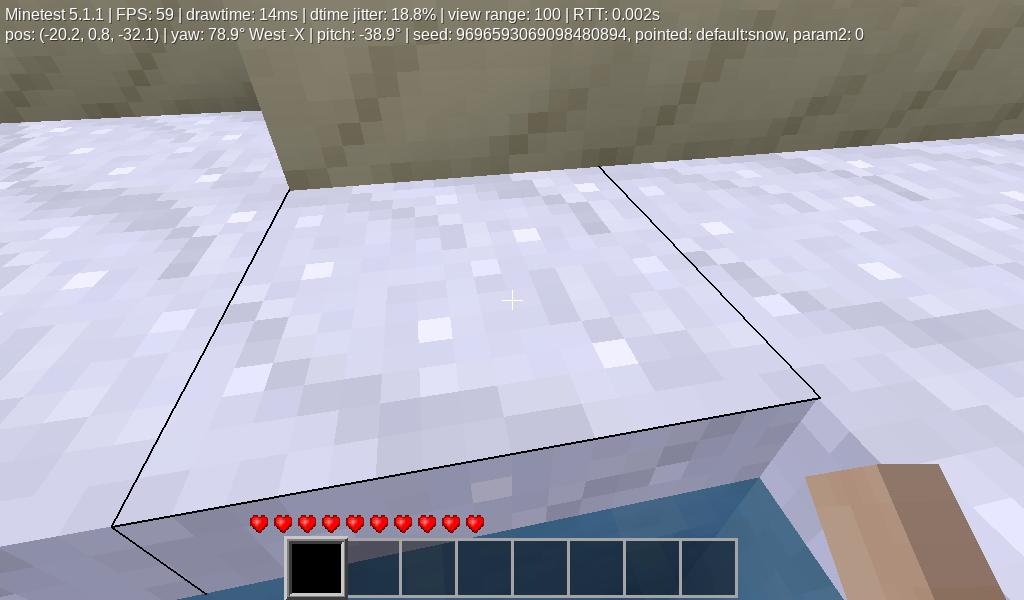 Minetest 5.1.1 | FPS: 59 | drawtime: 14ms | dtime jitter: 18.8% | view range: 100 | RTT: 0.002s
pos: (-20.2, 0.8, -32.1) | yaw: 78.9° West -X | pitch: -38.9° | seed: 9696593069098480894, pointed: default:snow, param2: 0